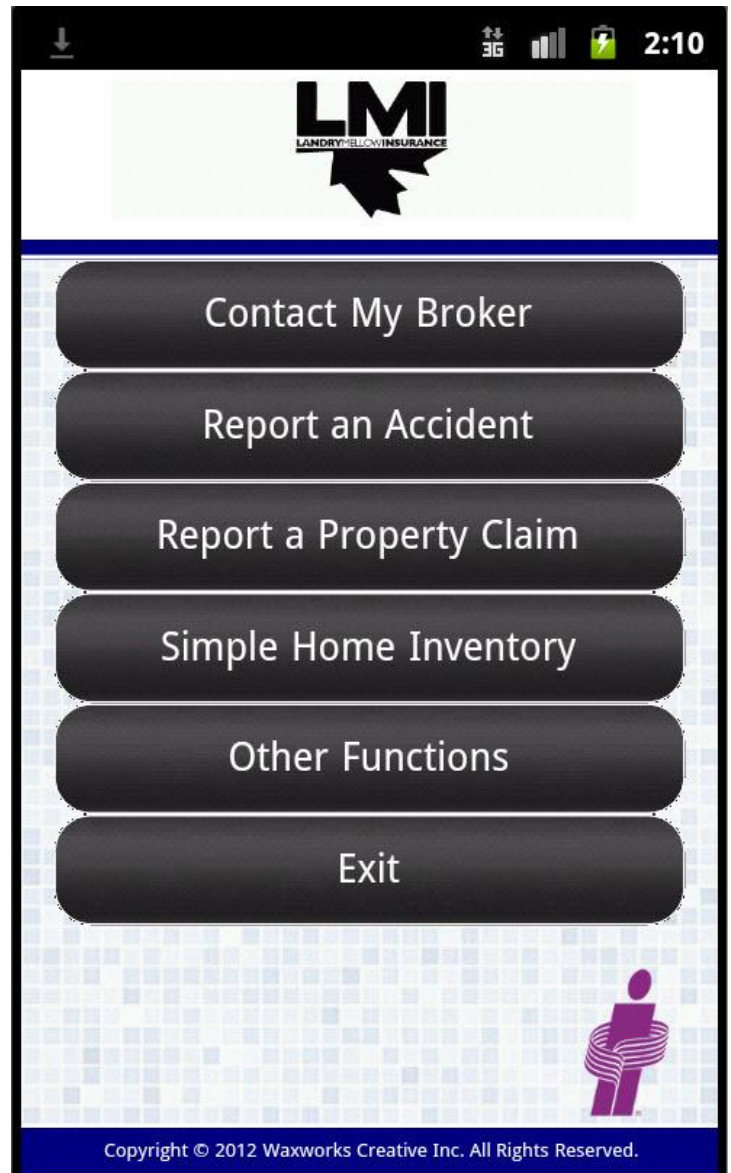 3G 2:10
LMI
LANDRYMELLOWINSURANCE
Contact My Broker
Report an Accident
Report a Property Claim
Simple Home Inventory
Other Functions
Exit
Copyright © 2012 Waxworks Creative Inc. All Rights Reserved.